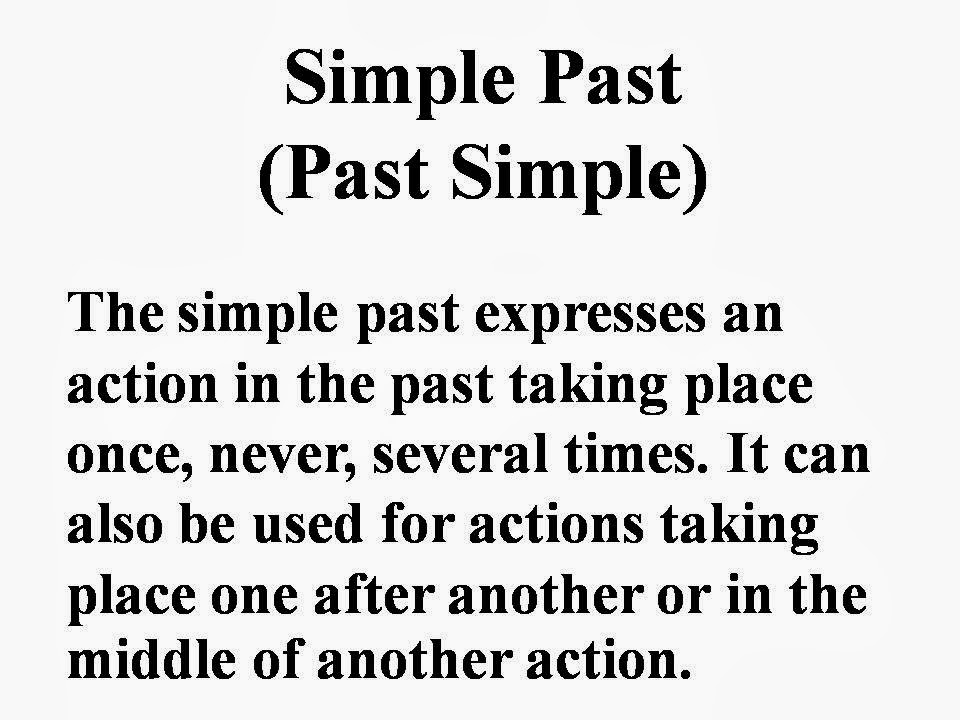 Simple Past
(Past Simple)
The simple past expresses an
action in the past taking place
once, never, several times. It can
also be used for actions taking
place one after another or in the
middle of another action.